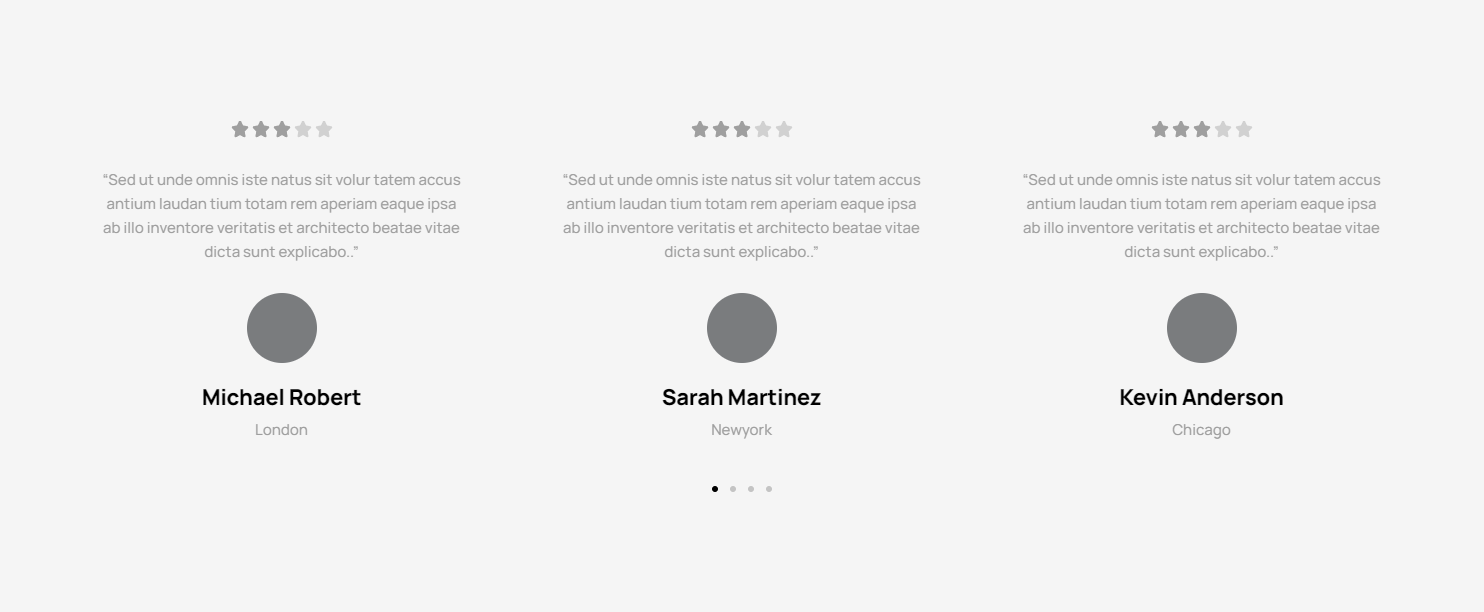 “Sed ut unde omnis iste natus sit volur tatem accus
antium laudan tium totam rem aperiam eaque ipsa
ab illo inventore veritatis et architecto beatae vitae
dicta sunt explicabo..”
Michael Robert
London
“Sed ut unde omnis iste natus sit volur tatem accus
antium laudan tium totam rem aperiam eaque ipsa
ab illo inventore veritatis et architecto beatae vitae
dicta sunt explicabo..”
Sarah Martinez
Newyork
“Sed ut unde omnis iste natus sit volur tatem accus
antium laudan tium totam rem aperiam eaque ipsa
ab illo inventore veritatis et architecto beatae vitae
dicta sunt explicabo..”
Kevin Anderson
Chicago